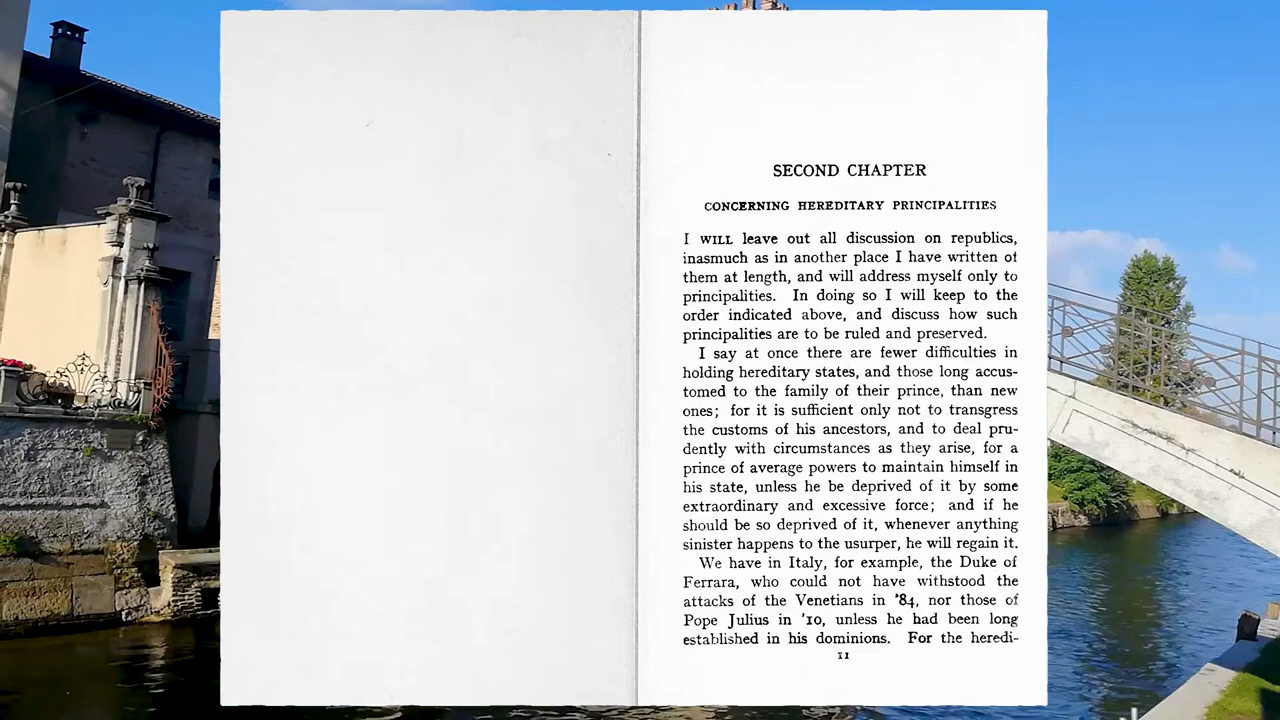 SECOND CHAPTER
CONCERNING HEREDITARY PRINCIPALITIES
I WILL leave out all discussion on republics,
inasmuch as in another place I have written of
them at length, and will address myself only to
principalities. In doing so I will keep to the
order indicated above, and discuss how such
principalities are to be ruled and preserved.
I say at once there are fewer difficulties in
holding hereditary states, and those long accus-
tomed to the family of their prince, than new
ones; for it is sufficient only not to transgress
the customs of his ancestors, and to deal pru-
dently with circumstances as they arise, for a
prince of average powers to maintain himself in
his state, unless he be deprived of it by some
extraordinary and excessive force; and if he
should be so deprived of it, whenever anything
sinister happens to the usurper, he will regain it.
We have in Italy, for example, the Duke of
Ferrara, who could not have withstood the
attacks of the Venetians in '84, nor those of
Pope Julius in '10, unless he had been long
established in his dominions. For the heredi-
11